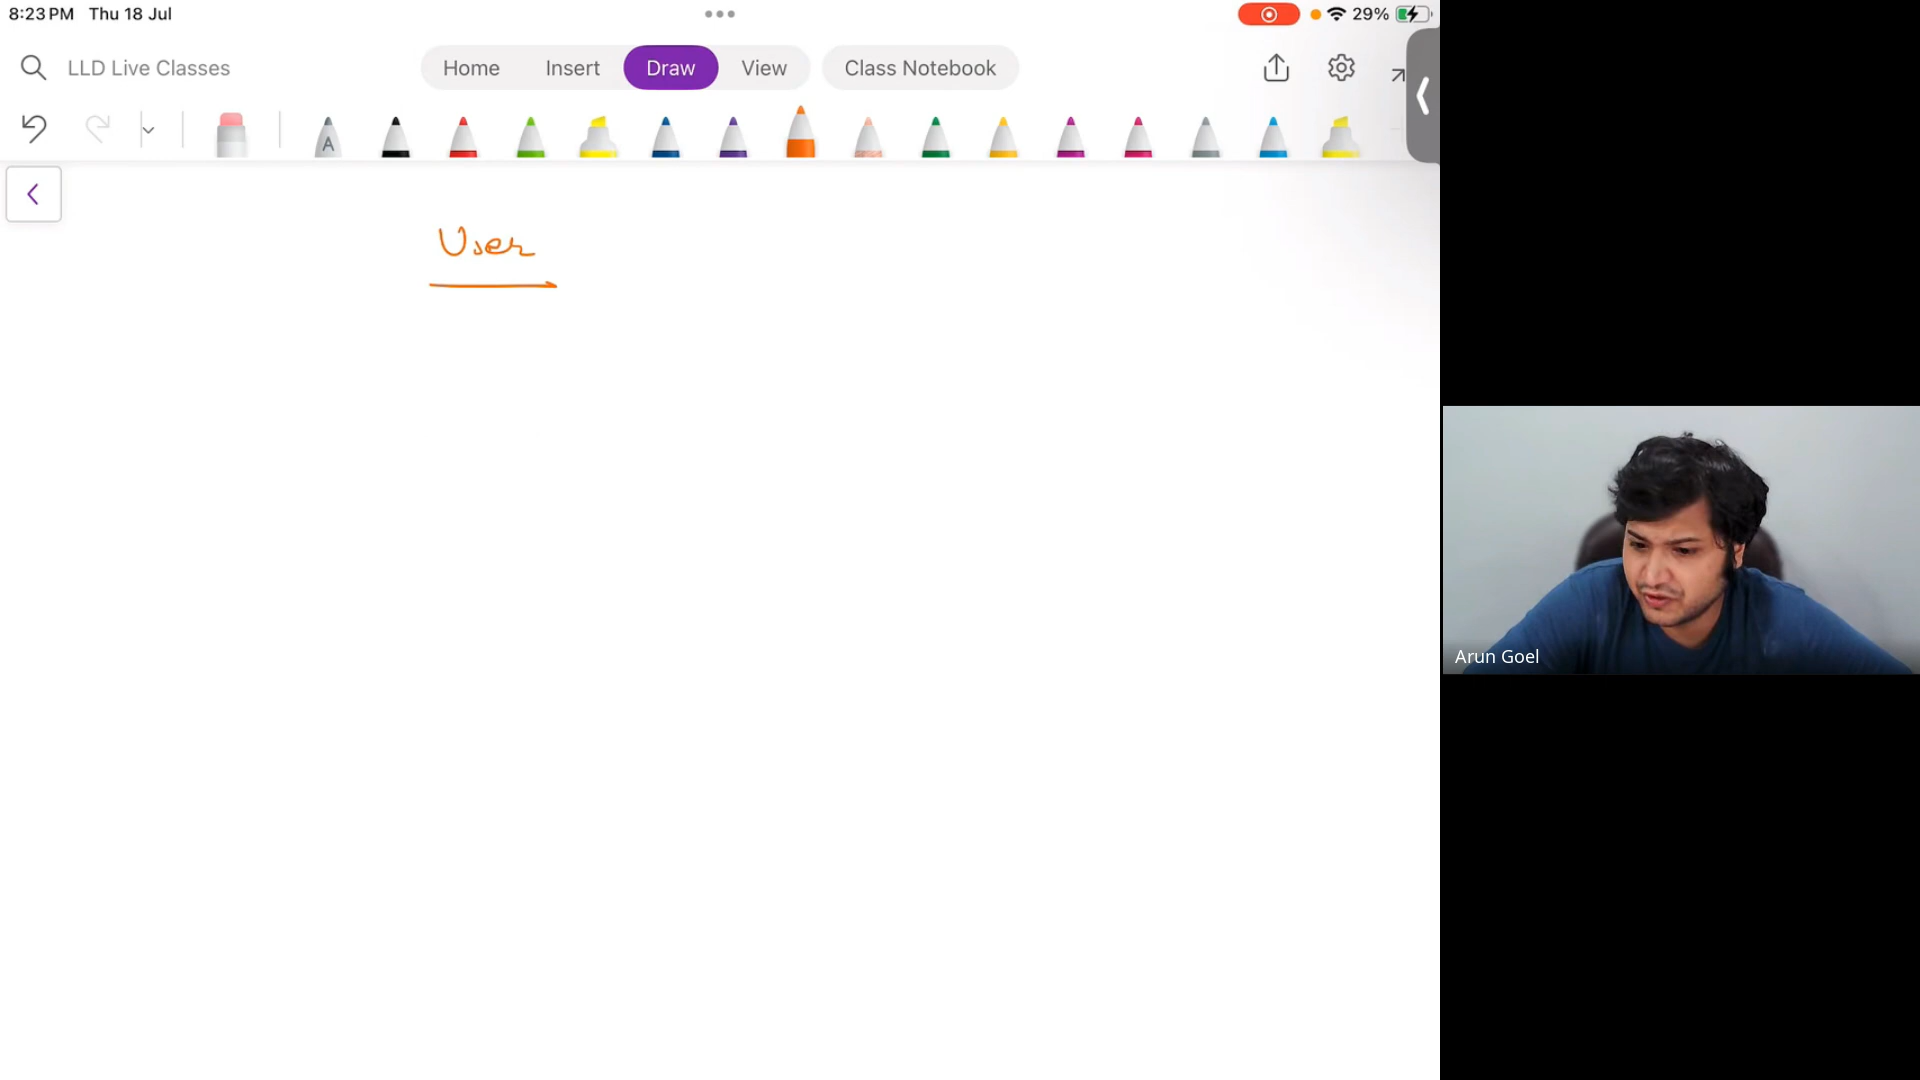 8:23 PM Thu 18 Jul
29%
LLD Live Classes
Home Insert Draw View Class Notebook
A
User
Arun Goel